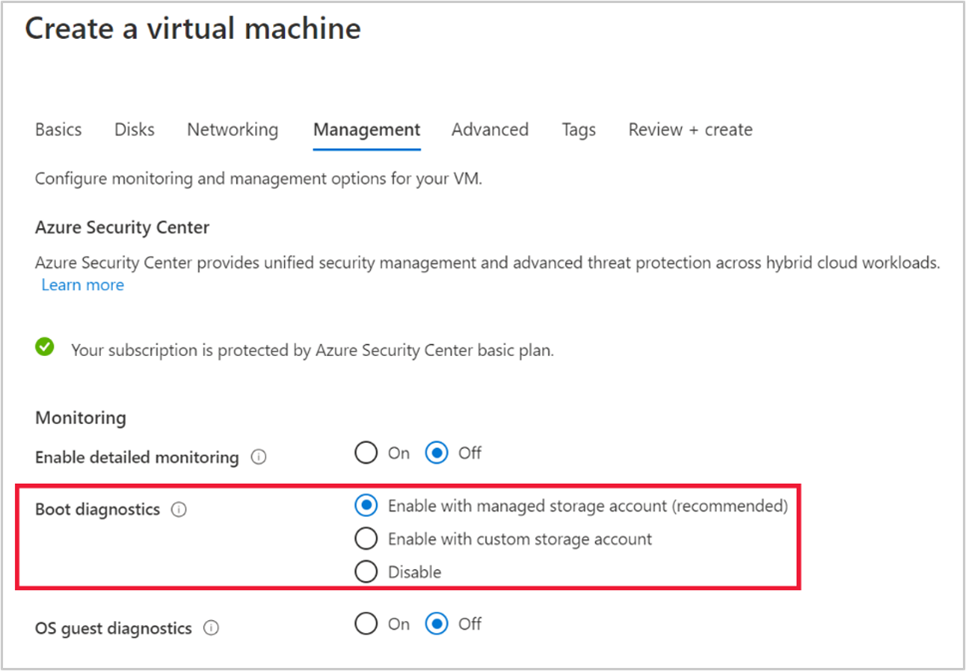 Create a virtual machine
Basics Disks Networking Management Advanced Tags Review + create
Configure monitoring and management options for your VM.
Azure Security Center
Azure Security Center provides unified security management and advanced threat protection across hybrid cloud workloads.
Learn more
Your subscription is protected by Azure Security Center basic plan.
Monitoring
Enable detailed monitoring On Off
Boot diagnostics Enable with managed storage account (recommended)
Enable with custom storage account
Disable
OS guest diagnostics On Off